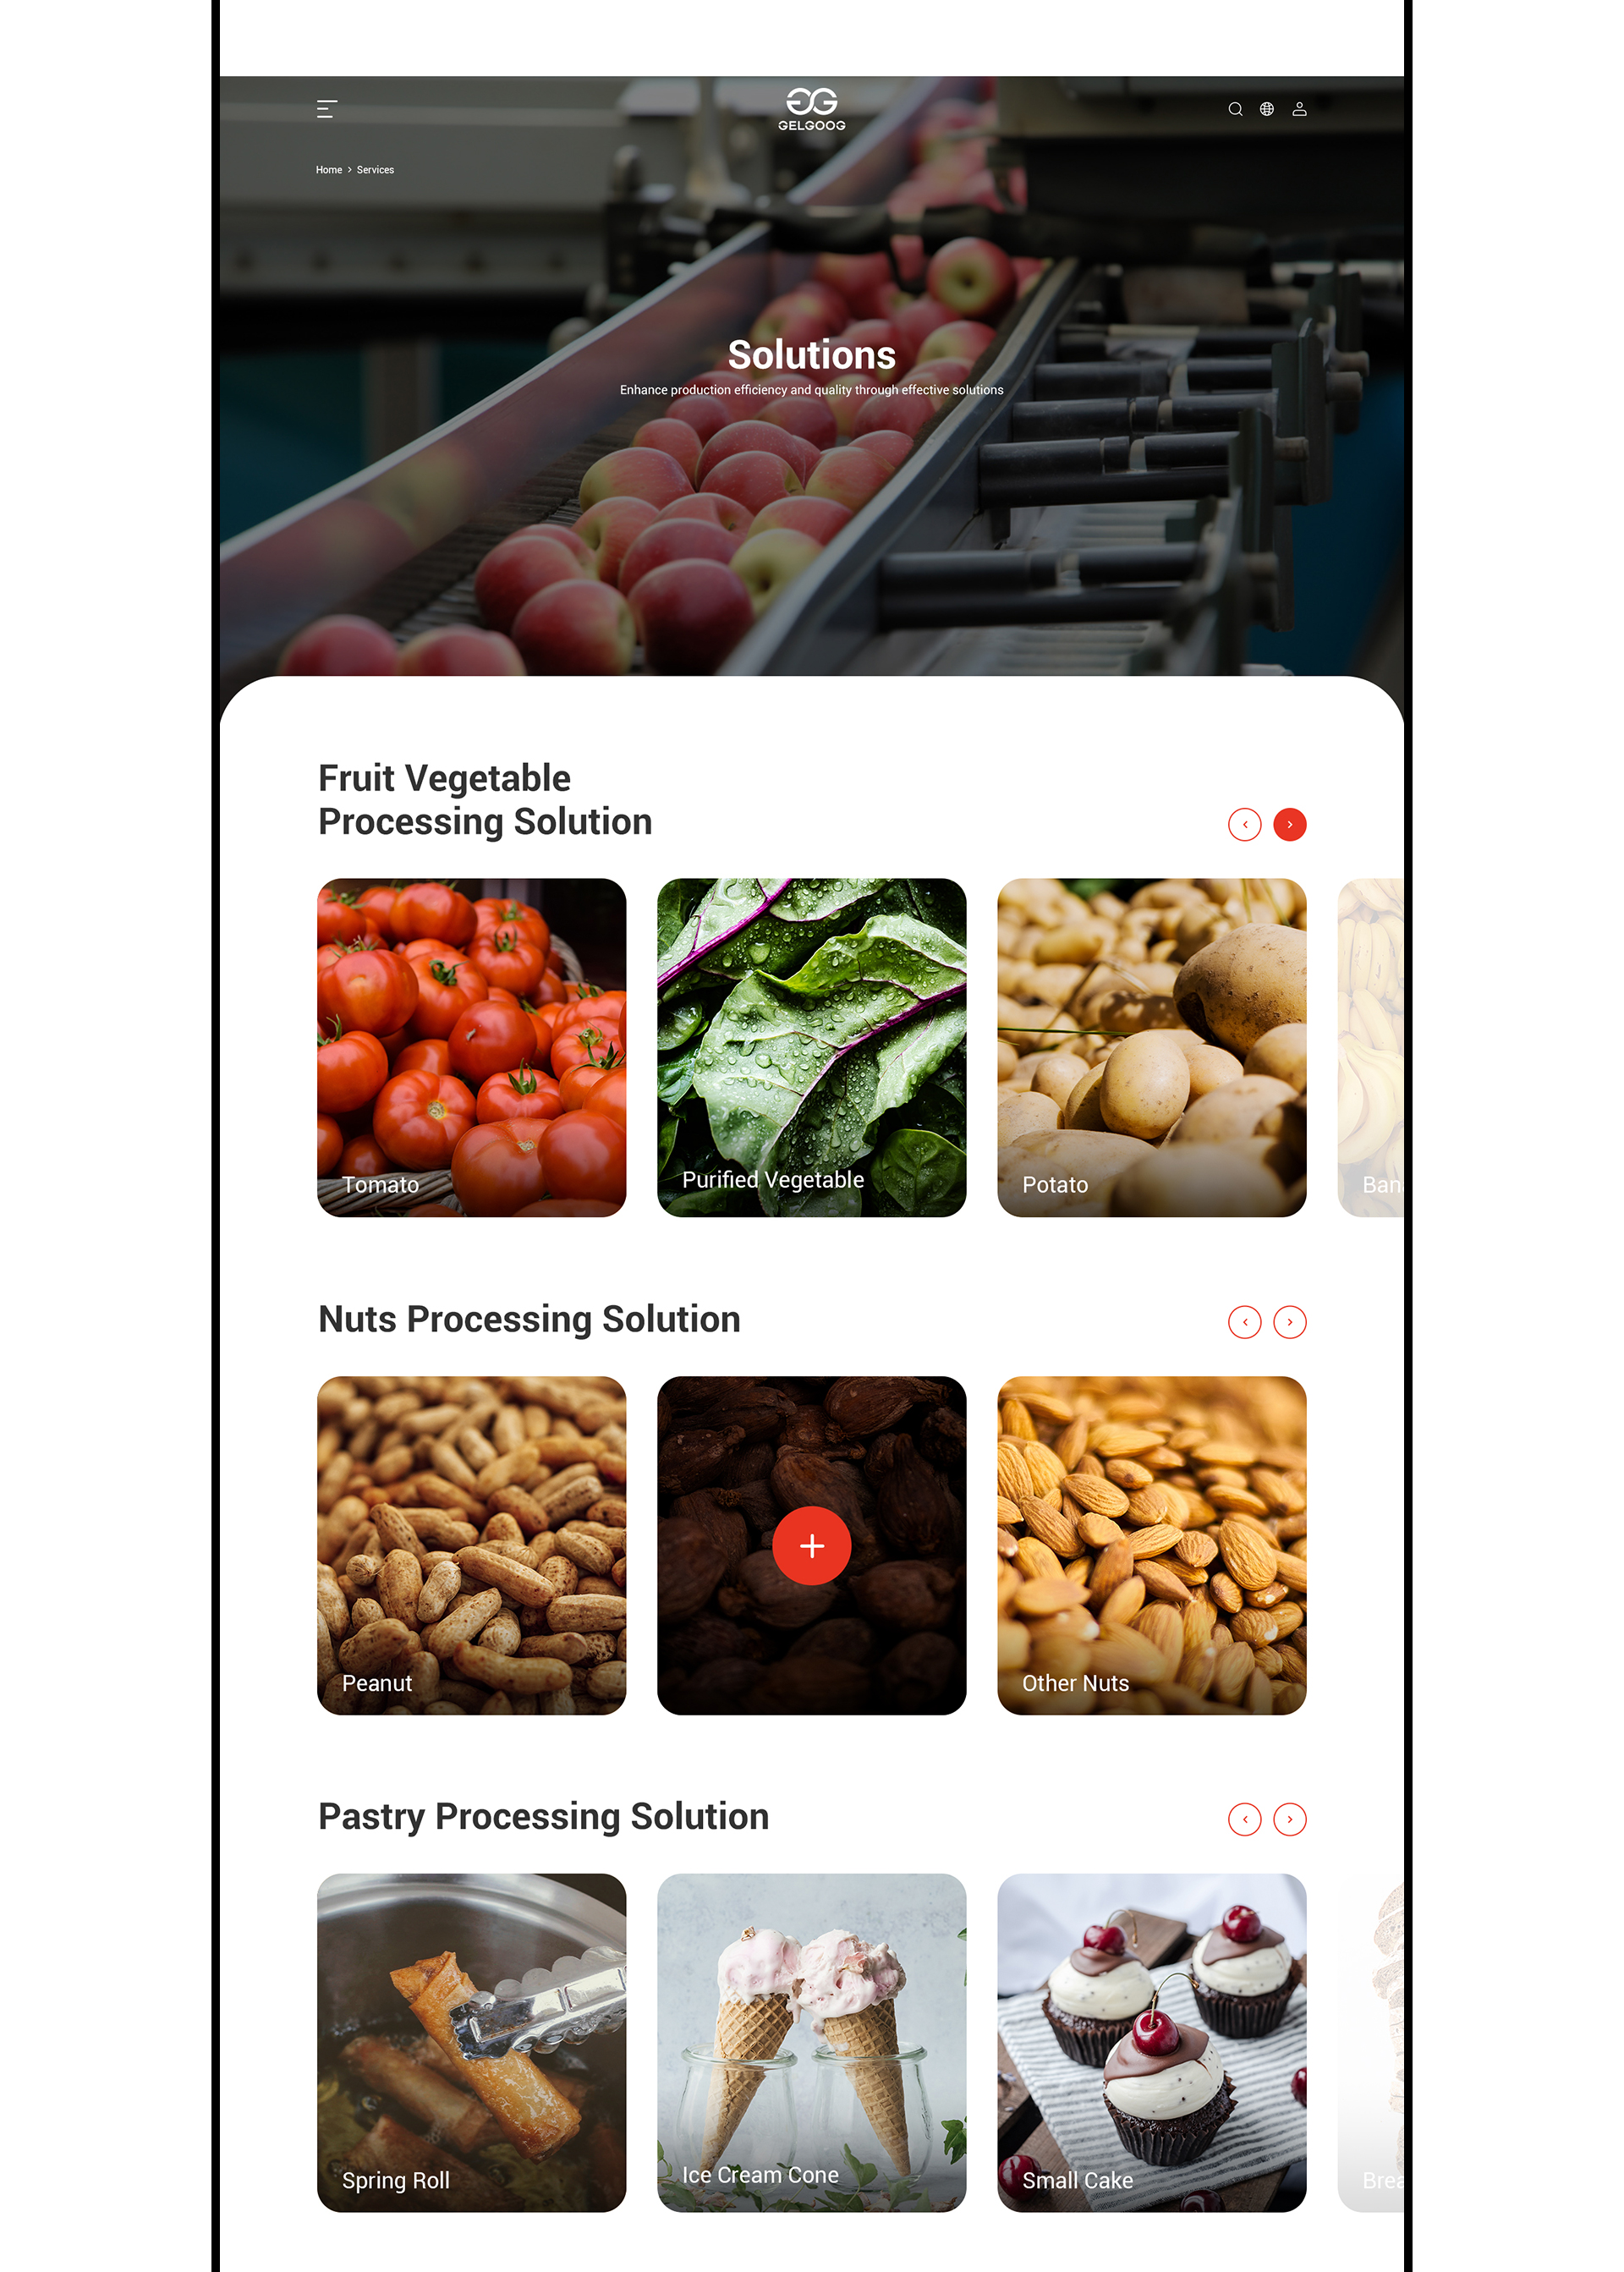 GELGOOG
Home > Services
Solutions
Enhance production efficiency and quality through effective solutions
Fruit Vegetable
Processing Solution
Tomato
Purified Vegetable
Potato
Ban
Nuts Processing Solution
Peanut
Other Nuts
Pastry Processing Solution
Spring Roll
Ice Cream Cone
Small Cake
Brea